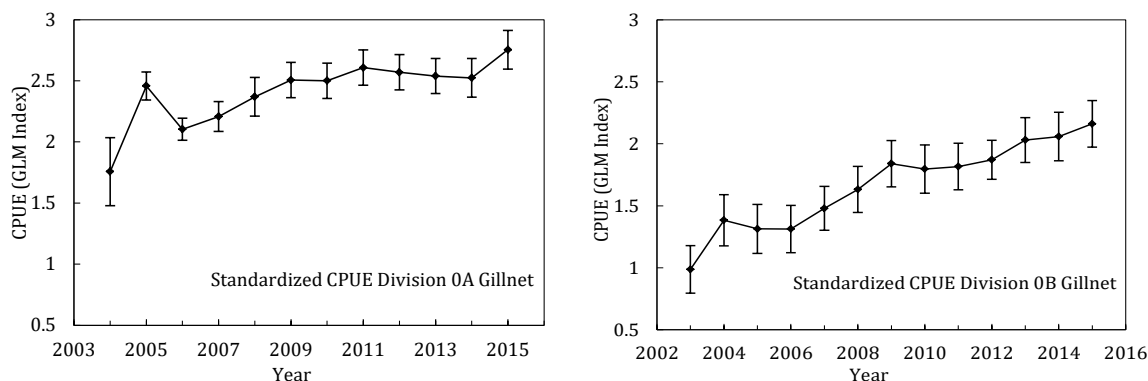 3
2.5
2
1.5
1
0.5
CPUE (GLM Index)
Standardized CPUE Division 0A Gillnet
2003 2005 2007 2009 2011 2013 2015
Year
3
2.5
2
1.5
1
0.5
CPUE (GLM Index)
Standardized CPUE Division 0B Gillnet
2002 2004 2006 2008 2010 2012 2014 2016
Year